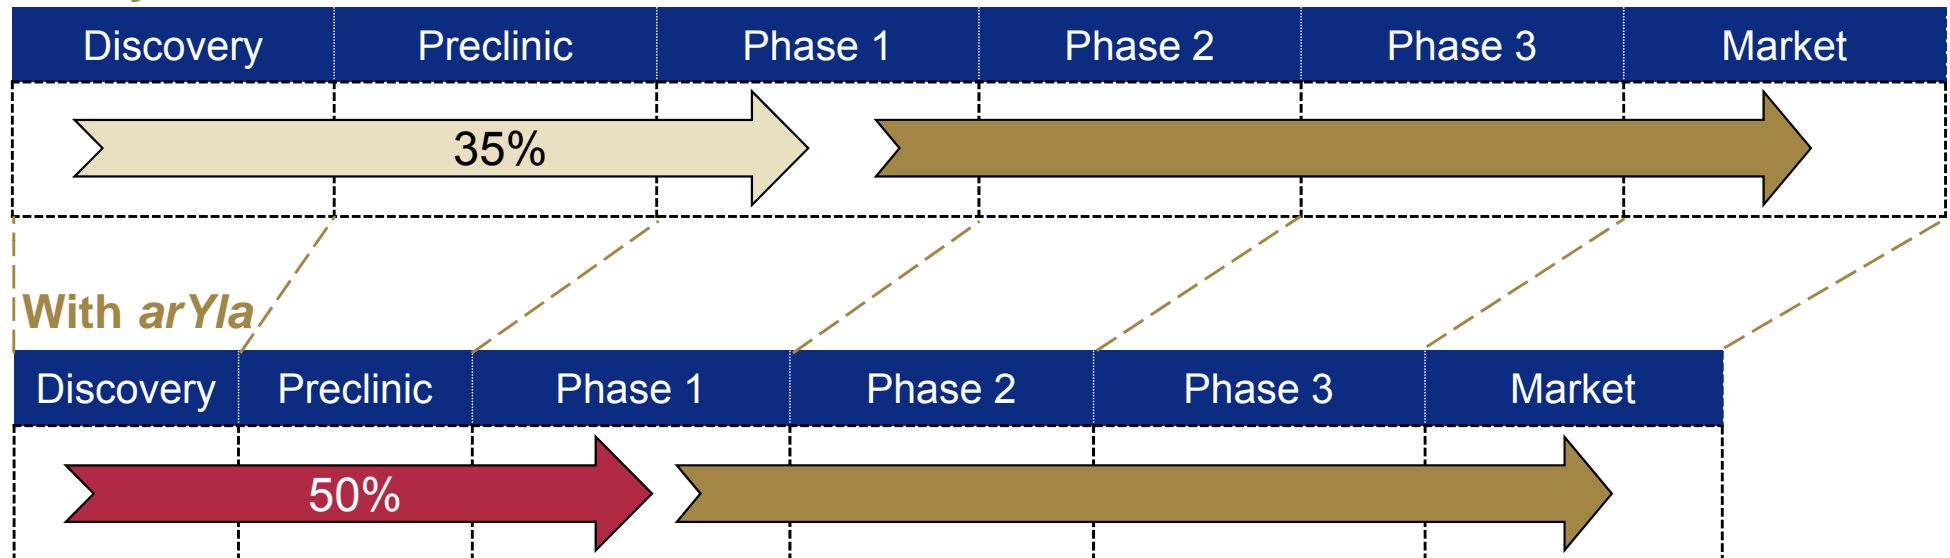 Discovery Preclinic Phase 1 Phase 2 Phase 3 Market
35%
With arYla
Discovery Preclinic Phase 1 Phase 2 Phase 3 Market
50%